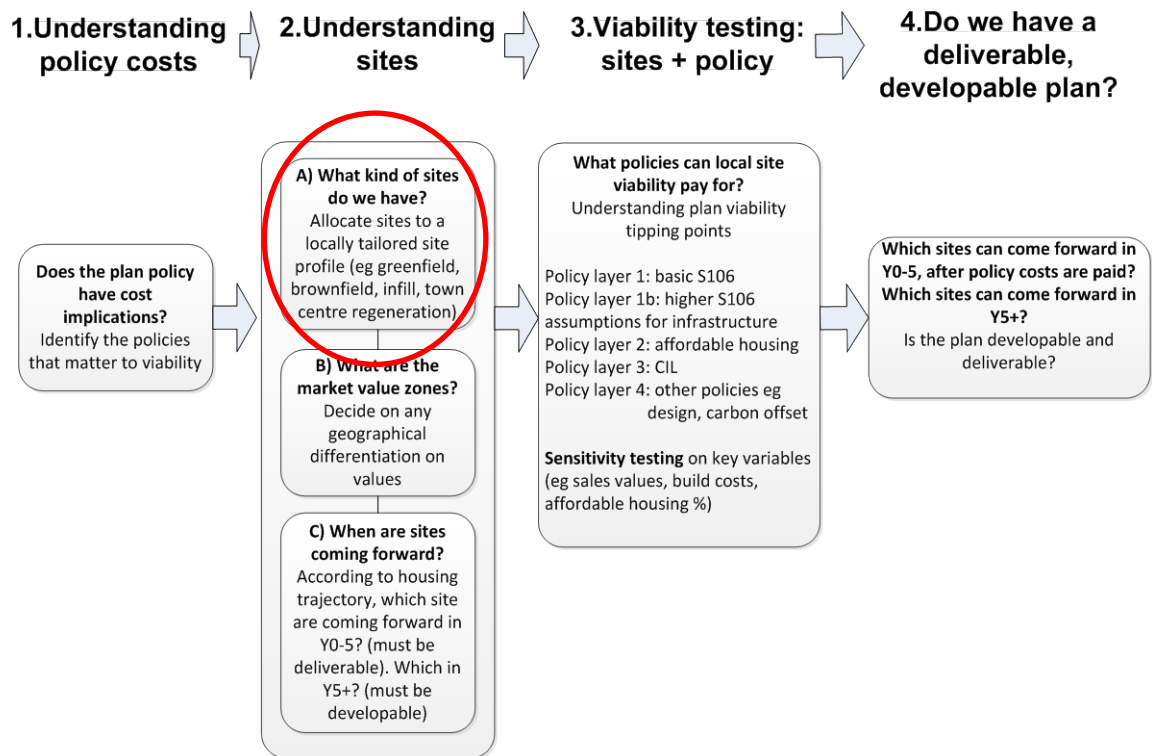 1.Understanding
policy costs
2.Understanding
sites
3.Viability testing:
sites + policy
4.Do we have a
deliverable,
developable plan?
Does the plan policy
have cost
implications?
Identify the policies
that matter to viability
A) What kind of sites
do we have?
Allocate sites to a
locally tailored site
profile (eg greenfield,
brownfield, infill, town
centre regeneration)
B) What are the
market value zones?
Decide on any
geographical
differentiation on
values
C) When are sites
coming forward?
According to housing
trajectory, which site
are coming forward in
Y0-5? (must be
deliverable). Which in
Y5+? (must be
developable)
What policies can local site
viability pay for?
Understanding plan viability
tipping points
Policy layer 1: basic S106
Policy layer 1b: higher S106
assumptions for infrastructure
Policy layer 2: affordable housing
Policy layer 3: CIL
Policy layer 4: other policies eg
design, carbon offset
Sensitivity testing on key variables
(eg sales values, build costs,
affordable housing %)
Which sites can come forward in
Y0-5, after policy costs are paid?
Which sites can come forward in
Y5+?
Is the plan developable and
deliverable?